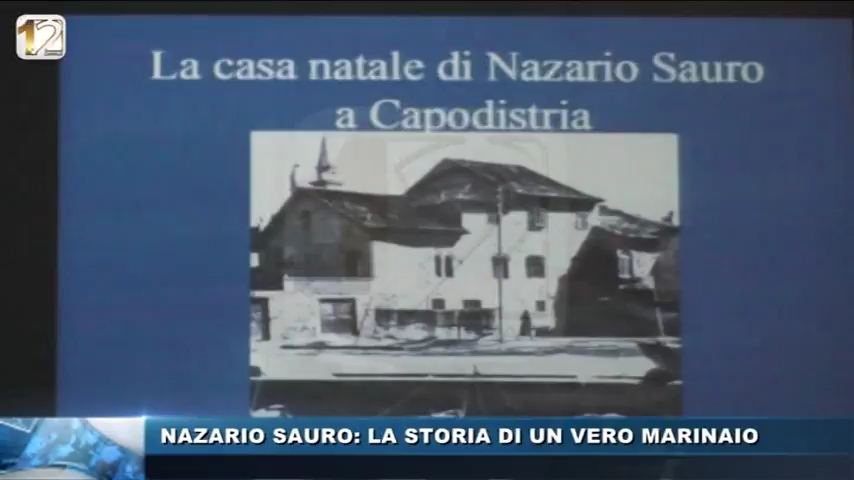 12
La casa natale di Nazario Sauro
a Capodistria
NAZARIO SAURO: LA STORIA DI UN VERO MARINAIO